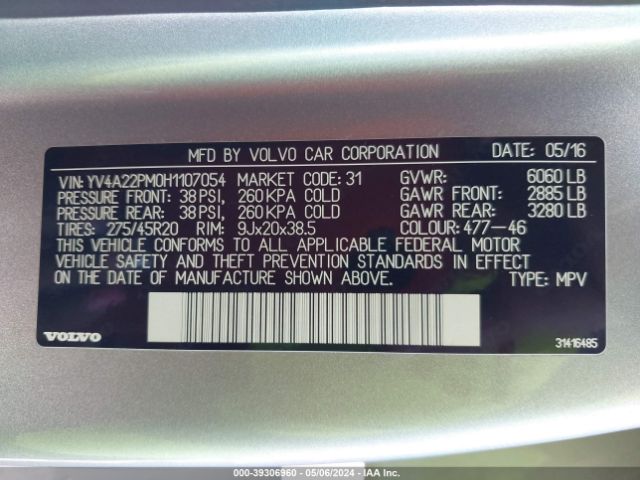 MFD BY VOLVO CAR CORPORATION DATE: 05/16
VIN: YV4A22PM0H1107054 MARKET CODE: 31 GVWR: 6060 LB
PRESSURE FRONT: 38 PSI, 260 KPA COLD GAWR FRONT: 2885 LB
PRESSURE REAR: 38 PSI, 260 KPA COLD GAWR REAR: 3280 LB
TIRES: 275/45R20 RIM: 9Jx20x38.5 COLOUR: 477-46
THIS VEHICLE CONFORMS TO ALL APPLICABLE FEDERAL MOTOR
VEHICLE SAFETY AND THEFT PREVENTION STANDARDS IN EFFECT
ON THE DATE OF MANUFACTURE SHOWN ABOVE. TYPE: MPV
VOLVO 31416485
000-39306960 - 05/06/2024 - IAA Inc.